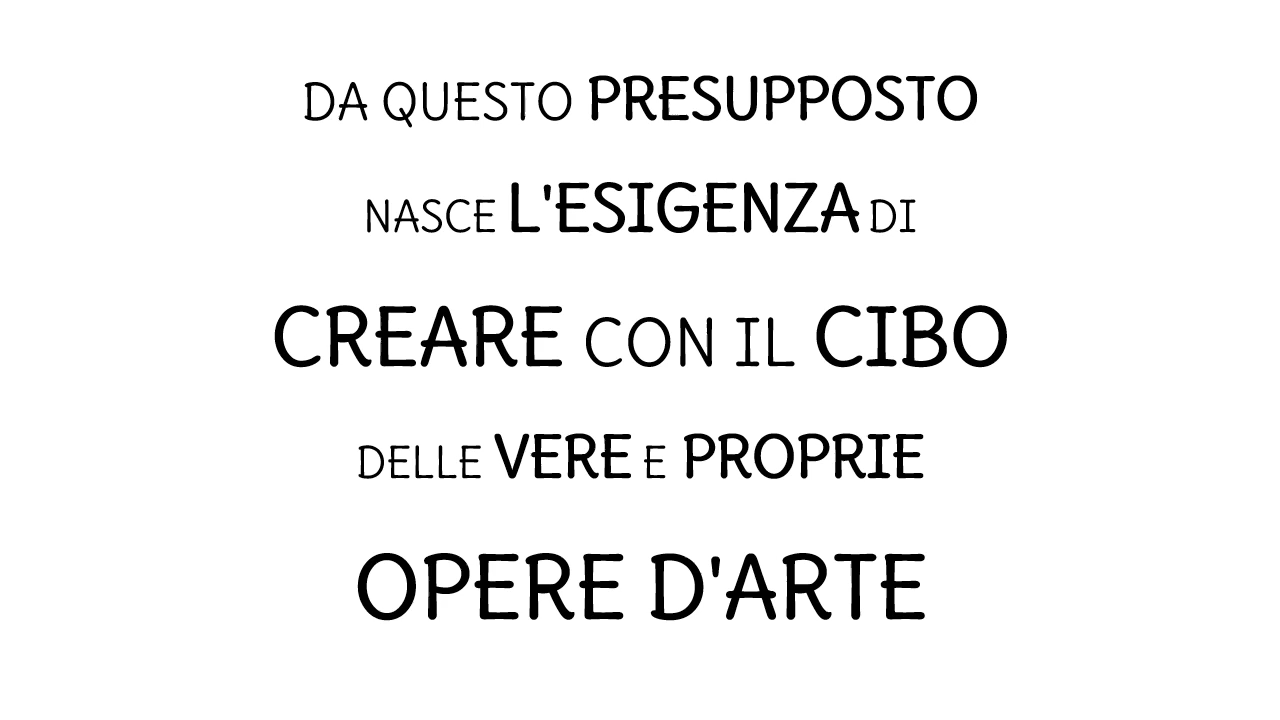 DA QUESTO PRESUPPOSTO
NASCE L'ESIGENZA DI
CREARE CON IL CIBO
DELLE VERE E PROPRIE
OPERE D'ARTE